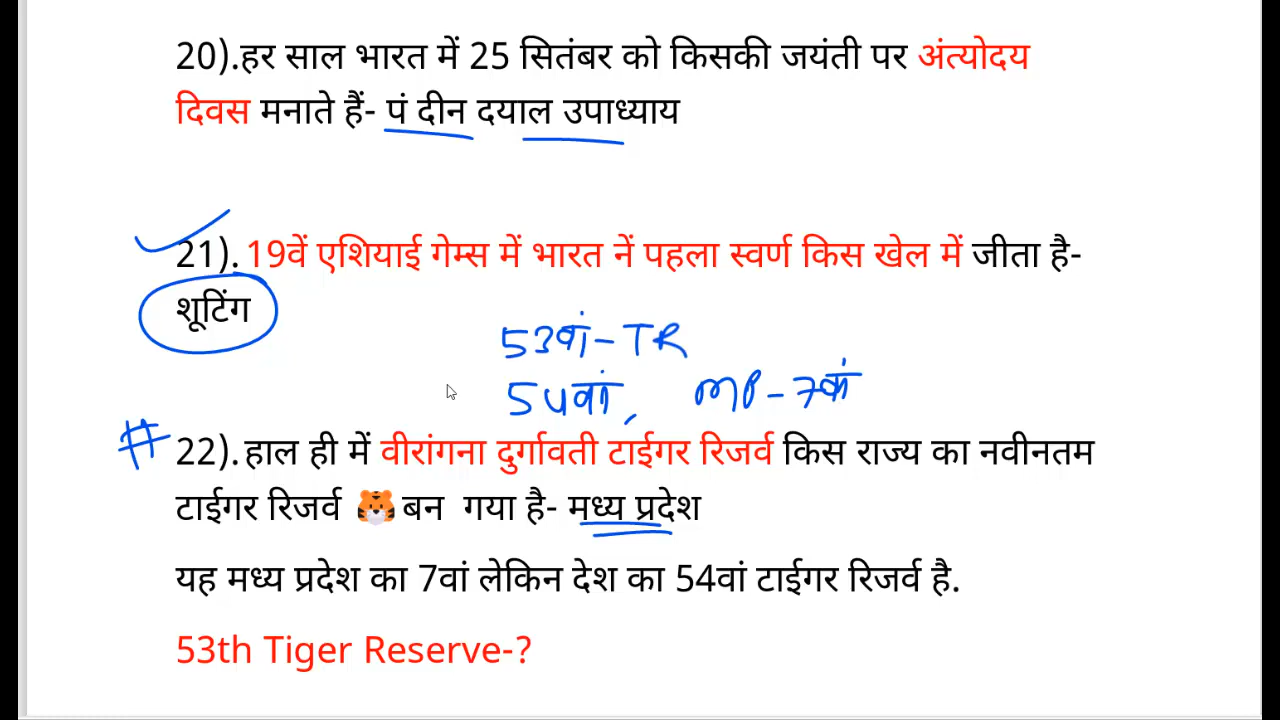 20).हर साल भारत में 25 सितंबर को किसकी जयंती पर अंत्योदय
दिवस मनाते हैं- पं दीन दयाल उपाध्याय
21). 19वें एशियाई गेम्स में भारत नें पहला स्वर्ण किस खेल में जीता है-
शूटिंग
53वां-TR
54वां, MP-7वां
# 22).हाल ही में वीरांगना दुर्गावती टाईगर रिजर्व किस राज्य का नवीनतम
टाईगर रिजर्व 🐯 बन गया है- मध्य प्रदेश
यह मध्य प्रदेश का 7वां लेकिन देश का 54वां टाईगर रिजर्व है.
53th Tiger Reserve-?